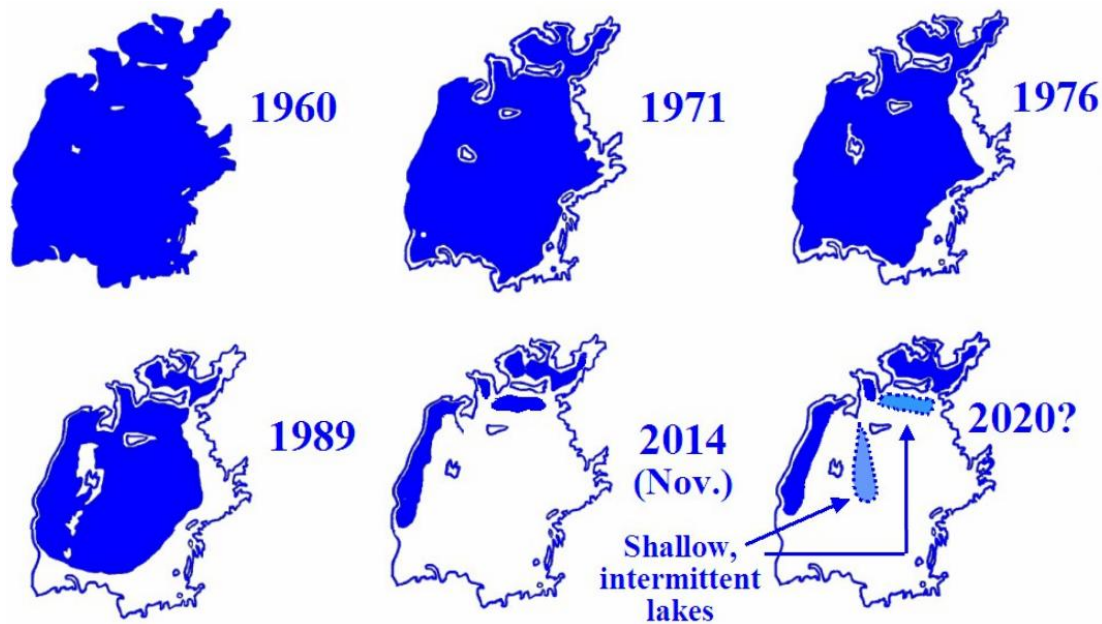 1960
1971
1976
1989
2014
(Nov.)
2020?
Shallow,
intermittent
lakes